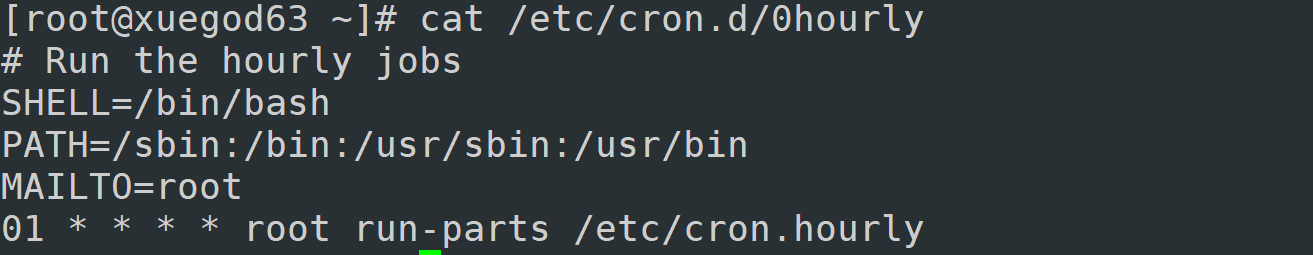 [root@xuegod63 ~]# cat /etc/cron.d/0hourly
# Run the hourly jobs
SHELL=/bin/bash
PATH=/sbin:/bin:/usr/sbin:/usr/bin
MAILTO=root
01 * * * * root run-parts /etc/cron.hourly